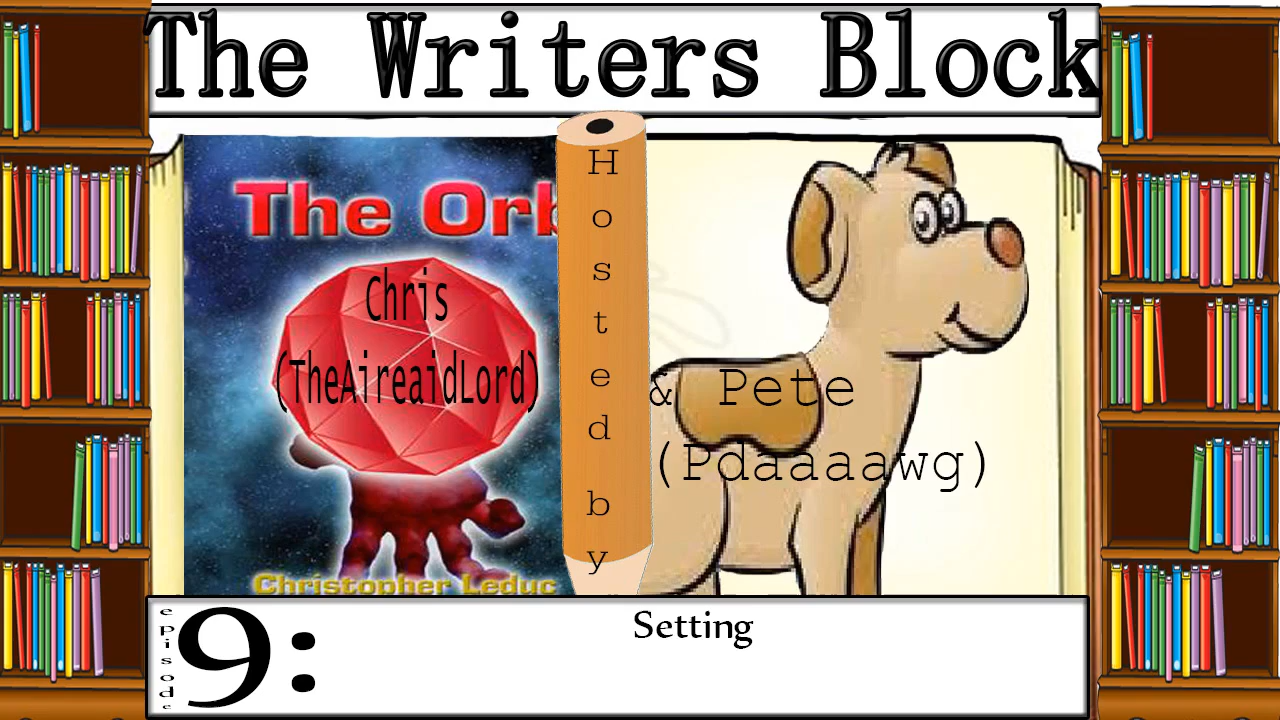 The Writers Block
The Orb
Chris
(TheAireaidLord)
Christopher Leduc
Hosted by
& Pete
(Pdaaaawg)
episode
9:
Setting